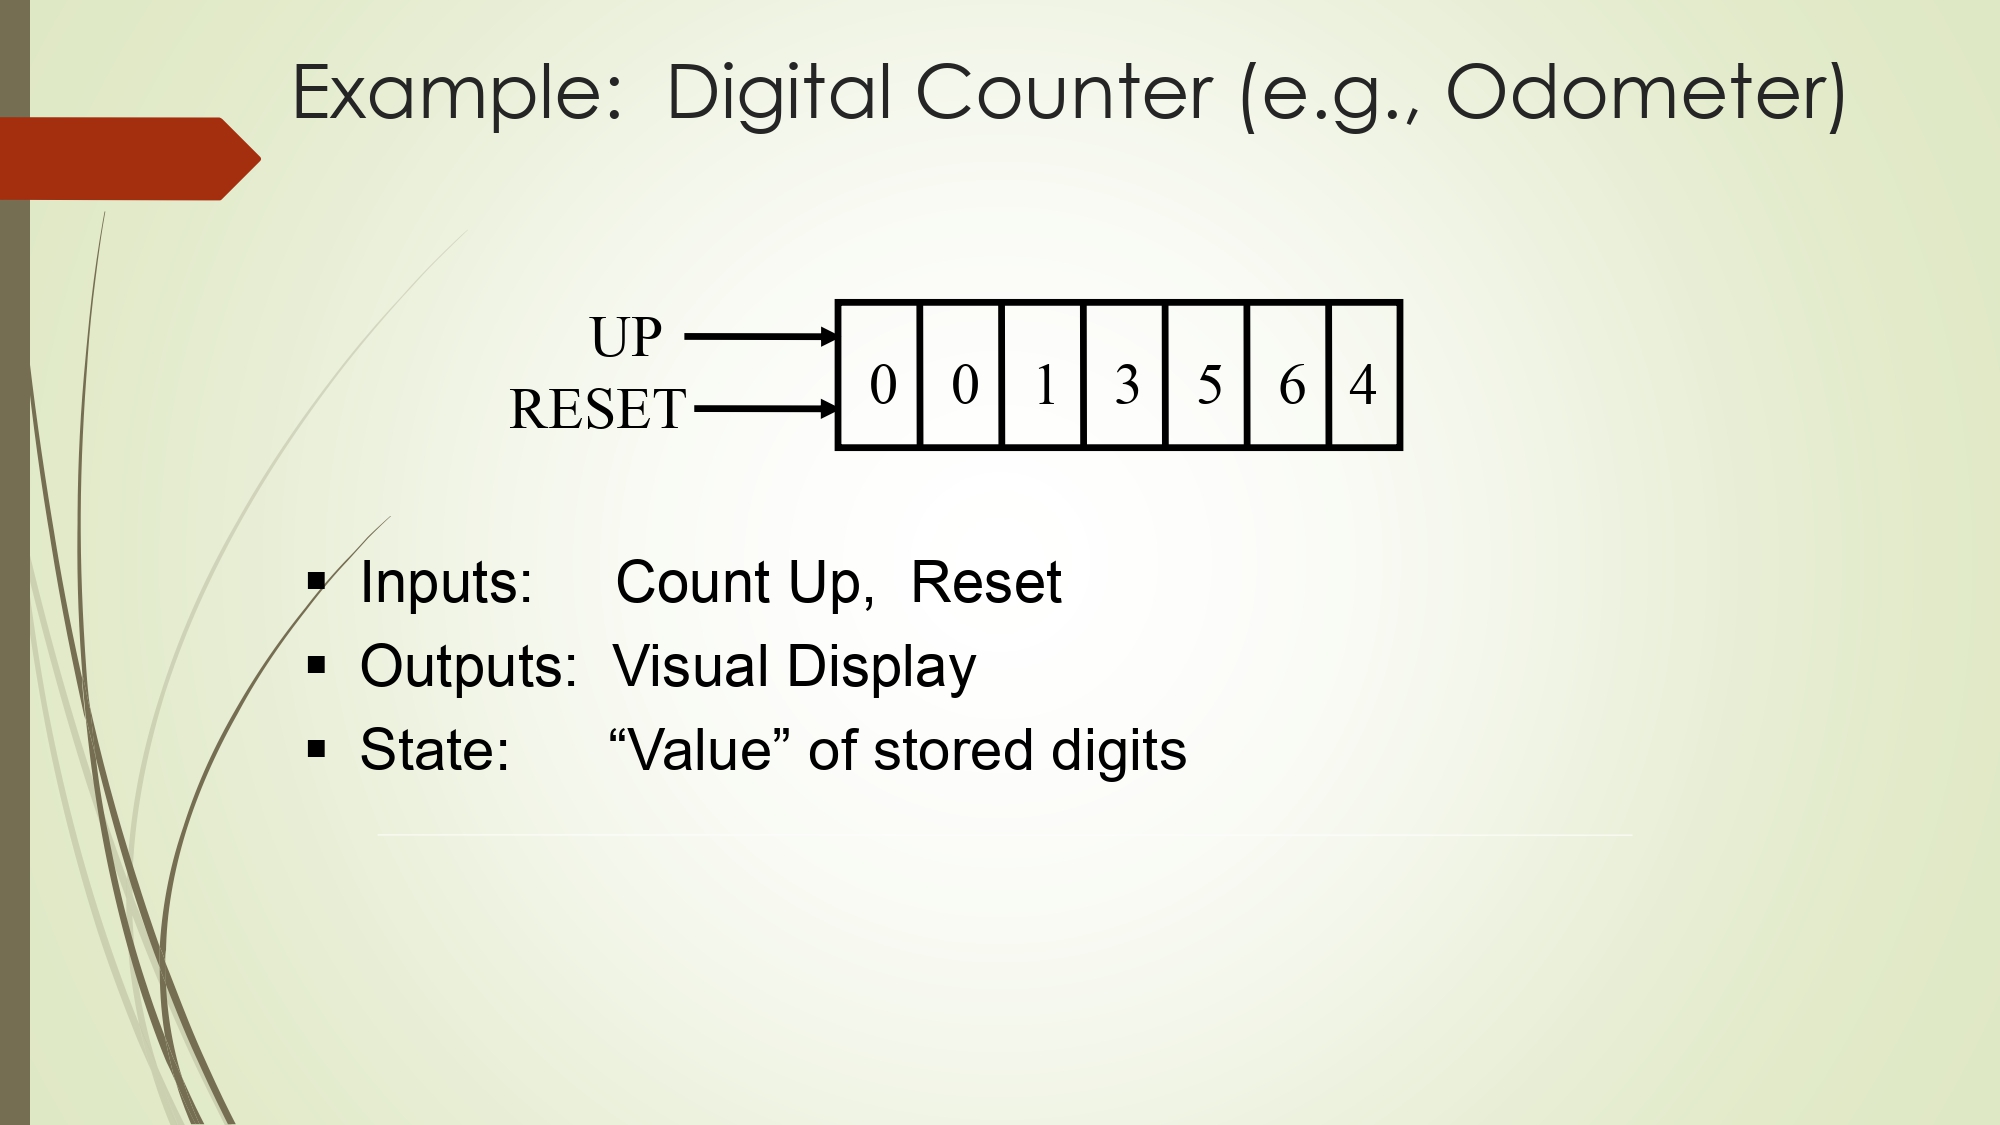 Example: Digital Counter (e.g., Odometer)
UP
RESET
0 0 1 3 5 6 4
▪ Inputs: Count Up, Reset
▪ Outputs: Visual Display
▪ State: “Value” of stored digits